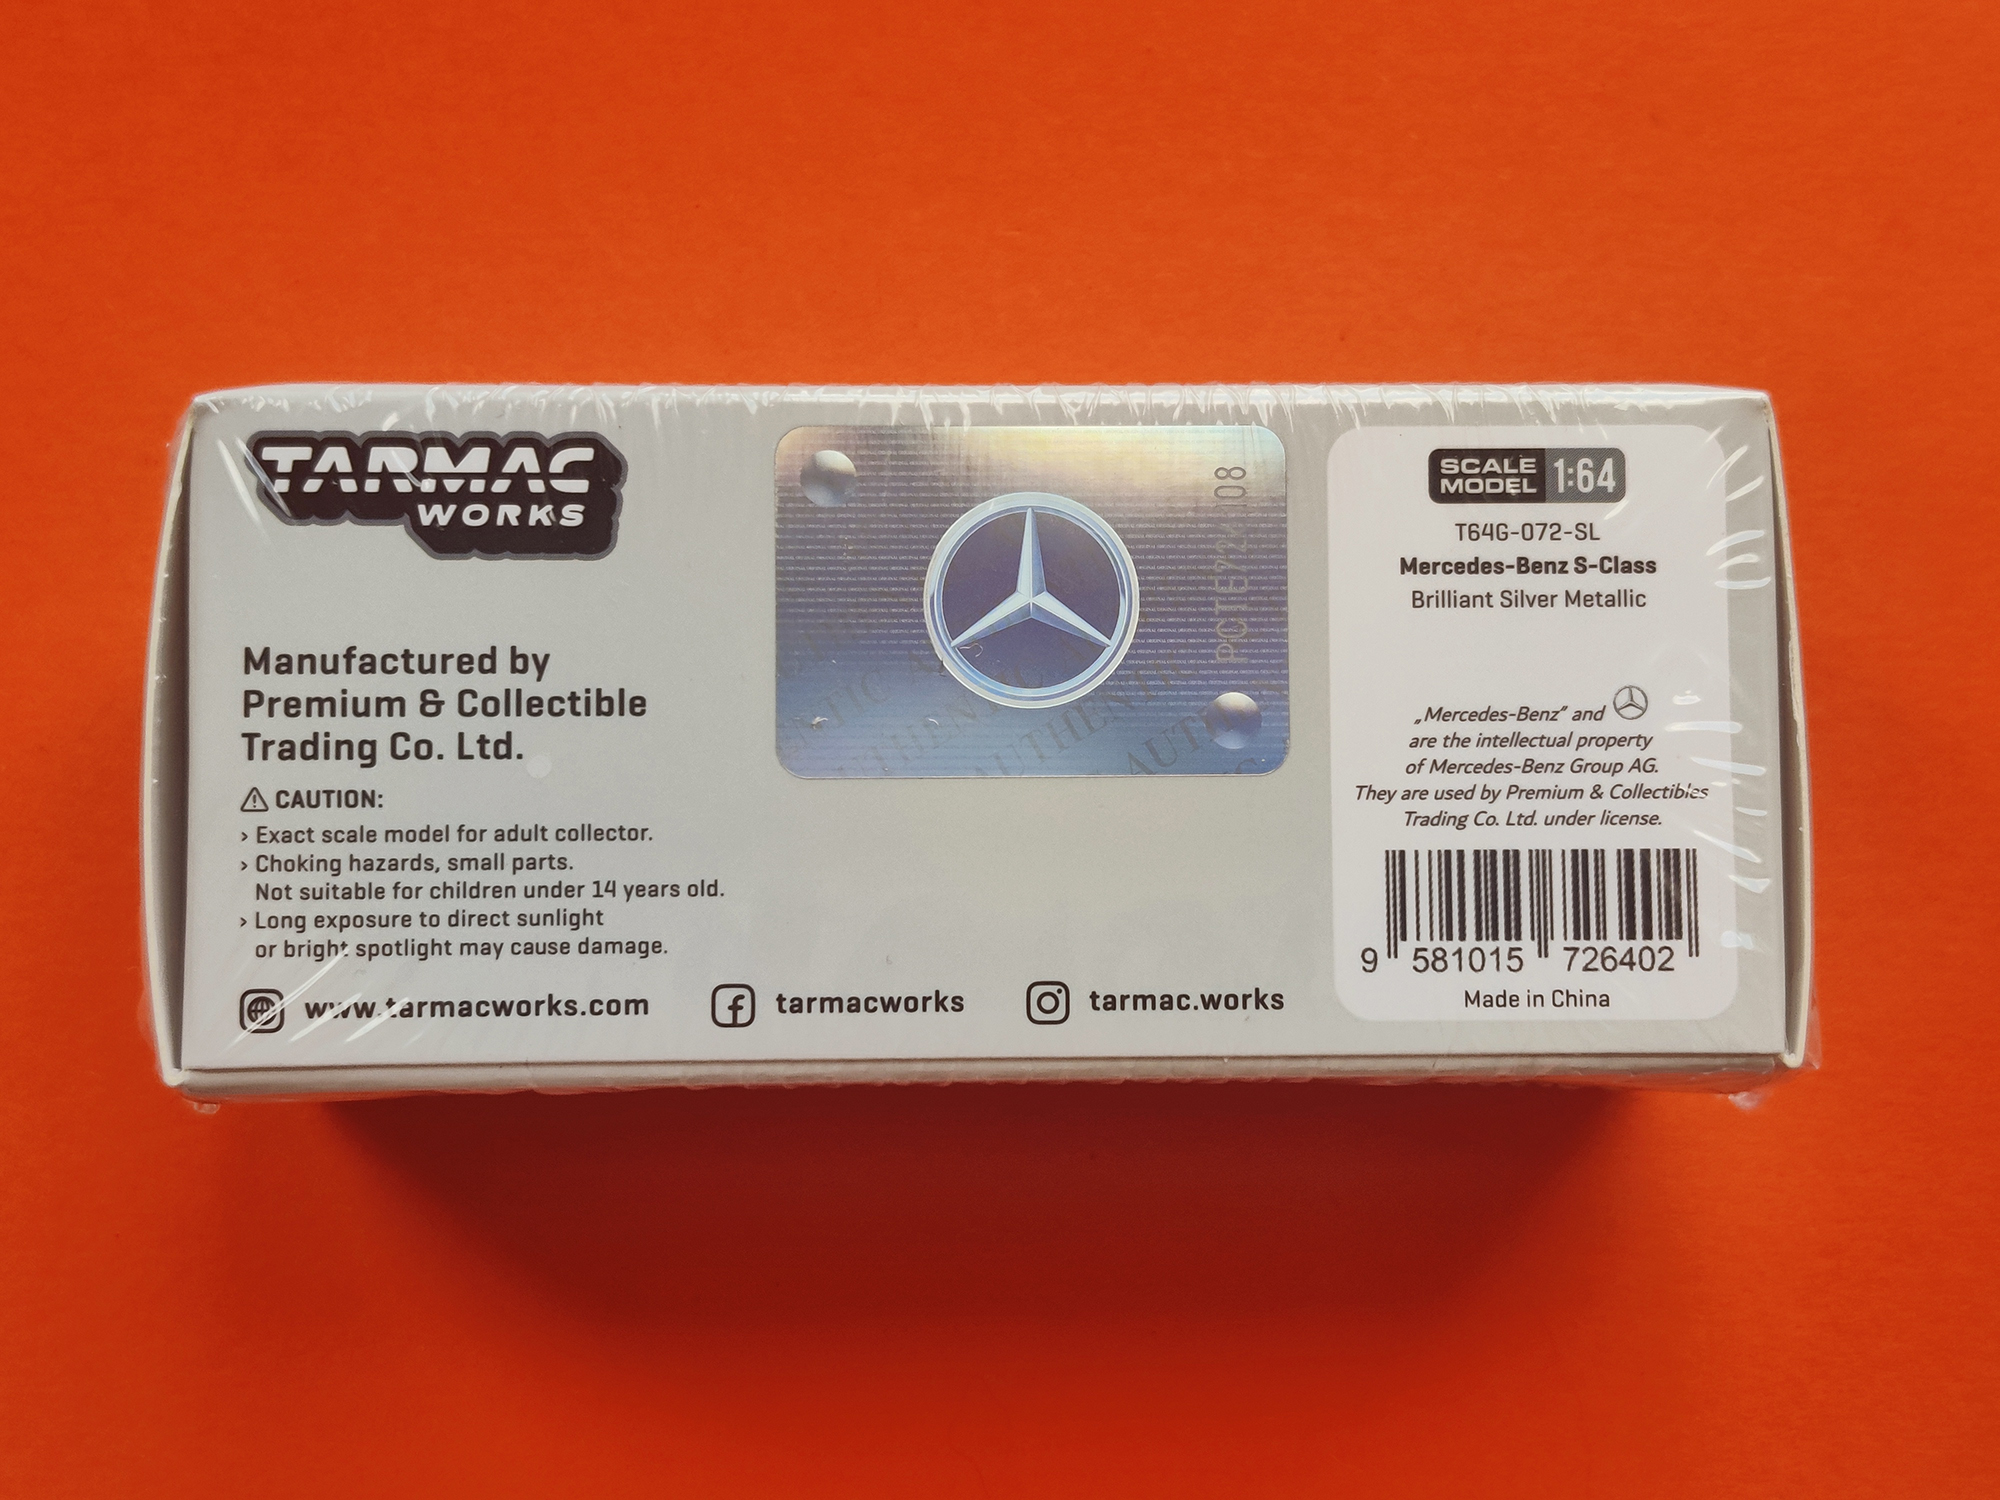 TARMAC
WORKS
Manufactured by
Premium & Collectible
Trading Co. Ltd.
CAUTION:
› Exact scale model for adult collector.
› Choking hazards, small parts.
Not suitable for children under 14 years old.
› Long exposure to direct sunlight
or bright spotlight may cause damage.
www.tarmacworks.com
tarmacworks
tarmac.works
AUTHENTIC
SCALE
MODEL 1:64
T64G-072-SL
Mercedes-Benz S-Class
Brilliant Silver Metallic
„Mercedes-Benz” and
are the intellectual property
of Mercedes-Benz Group AG.
They are used by Premium & Collectibles
Trading Co. Ltd. under license.
9 581015 726402
Made in China